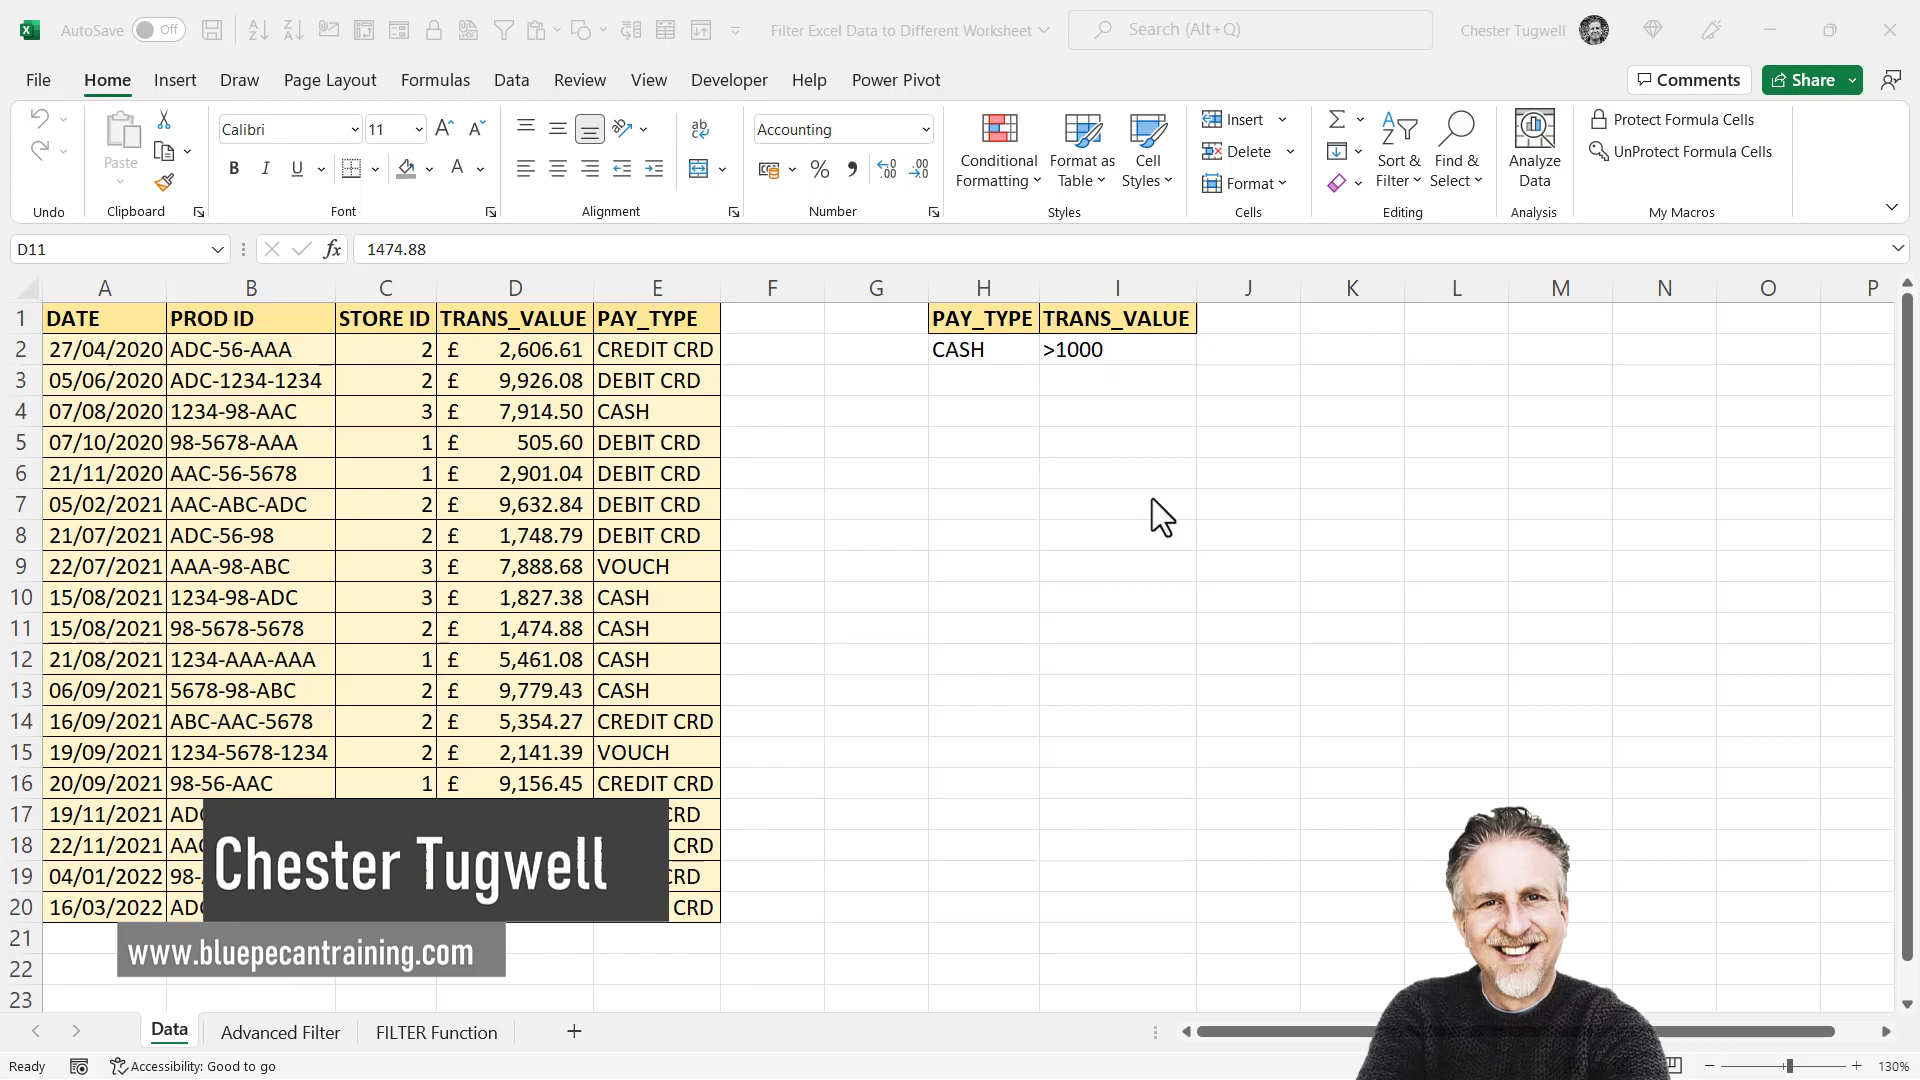 AutoSave Off Filter Excel Data to Different Worksheet Search (Alt+Q) Chester Tugwell
File Home Insert Draw Page Layout Formulas Data Review View Developer Help Power Pivot Comments Share
Paste Calibri 11 Accounting Conditional Formatting Format as Table Cell Styles Insert Delete Format Sort & Filter Find & Select Analyze Data Protect Formula Cells UnProtect Formula Cells
Undo Clipboard Font Alignment Number Styles Cells Editing Analysis My Macros
D11 fx 1474.88
A B C D E F G H I J K L M N O P
1 DATE PROD ID STORE ID TRANS_VALUE PAY_TYPE PAY_TYPE TRANS_VALUE
2 27/04/2020 ADC-56-AAA 2 £ 2,606.61 CREDIT CRD CASH >1000
3 05/06/2020 ADC-1234-1234 2 £ 9,926.08 DEBIT CRD
4 07/08/2020 1234-98-AAC 3 £ 7,914.50 CASH
5 07/10/2020 98-5678-AAA 1 £ 505.60 DEBIT CRD
6 21/11/2020 AAC-56-5678 1 £ 2,901.04 DEBIT CRD
7 05/02/2021 AAC-ABC-ADC 2 £ 9,632.84 DEBIT CRD
8 21/07/2021 ADC-56-98 2 £ 1,748.79 DEBIT CRD
9 22/07/2021 AAA-98-ABC 3 £ 7,888.68 VOUCH
10 15/08/2021 1234-98-ADC 3 £ 1,827.38 CASH
11 15/08/2021 98-5678-5678 2 £ 1,474.88 CASH
12 21/08/2021 1234-AAA-AAA 1 £ 5,461.08 CASH
13 06/09/2021 5678-98-ABC 2 £ 9,779.43 CASH
14 16/09/2021 ABC-AAC-5678 2 £ 5,354.27 CREDIT CRD
15 19/09/2021 1234-5678-1234 2 £ 2,141.39 VOUCH
16 20/09/2021 98-56-AAC 1 £ 9,156.45 CREDIT CRD
17 19/11/2021 CRD
18 22/11/2021 CRD
19 04/01/2022 98- CRD
20 16/03/2022 CRD
Chester Tugwell
21
www.bluepecantraining.com
22
23
Data Advanced Filter FILTER Function
Ready Accessibility: Good to go 130%